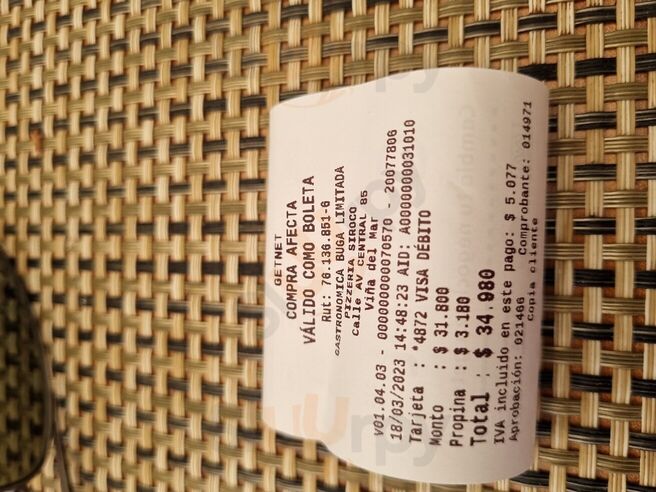 GETNET
COMPRA AFECTA
VÁLIDO COMO BOLETA
Rut: 76.136.851-6
GASTRONOMICA BUGA LIMITADA
PIZZERIA SIROCO
Calle AV CENTRAL 85
Viña del Mar
V01.04.03 - 000000000070570 - 20077806
18/03/2023 14:48:23 AID: A0000000031010
Tarjeta : *4872 VISA DÉBITO
Monto : $ 31.800
Propina : $ 3.180
Total : $ 34.980
IVA incluido en este pago: $ 5.077
Aprobación: 021466 Comprobante: 014971
Copia cliente